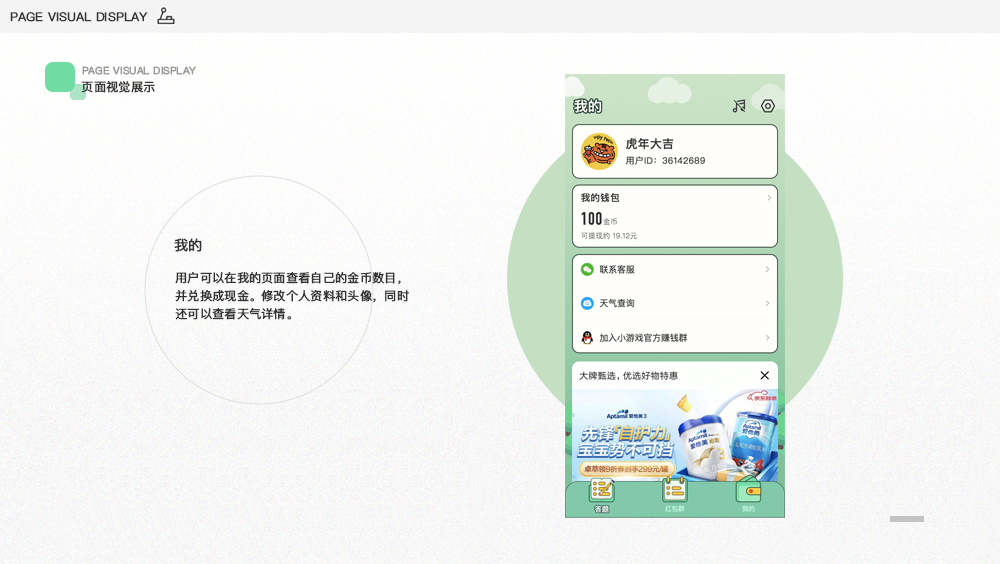 PAGE VISUAL DISPLAY
PAGE VISUAL DISPLAY
页面视觉展示
我的
用户可以在我的页面查看自己的金币数目，
并兑换成现金。修改个人资料和头像，同时
还可以查看天气详情。
我的
虎年大吉
用户ID：36142689
我的钱包
100金币
可提现约 19.12元
联系客服
天气查询
加入小游戏官方赚钱群
大牌甄选，优选好物特惠
Aptamil 爱他美 3
先锋“自护力”
宝宝势不可挡
卓萃领9折券到手299元/罐
Aptamil
爱他美
答题
红包群
我的